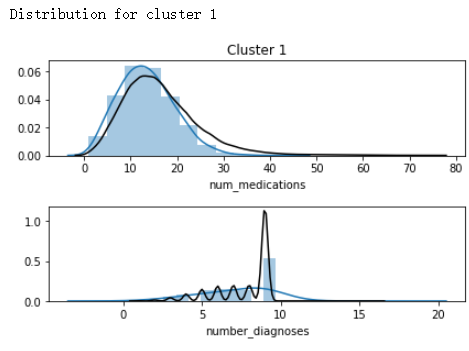 Distribution for cluster 1
Cluster 1
0.06
0.04
0.02
0.00
0 10 20 30 40 50 60 70 80
num_medications
1.0
0.5
0.0
0 5 10 15 20
number_diagnoses